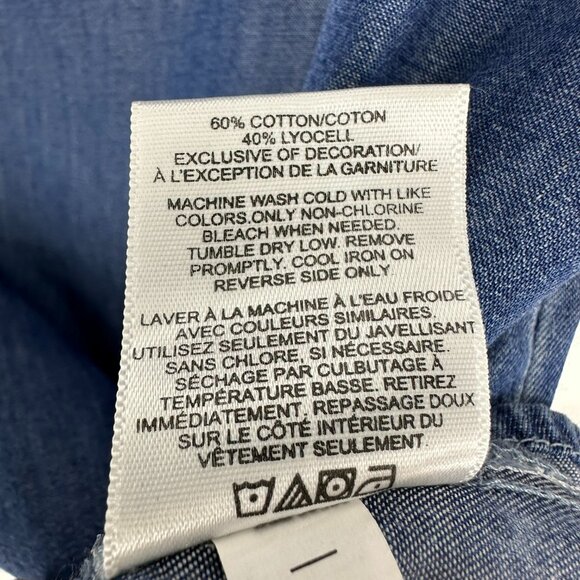 60% COTTON/COTON
40% LYOCELL
EXCLUSIVE OF DECORATION/
À L'EXCEPTION DE LA GARNITURE
MACHINE WASH COLD WITH LIKE
COLORS.ONLY NON-CHLORINE
BLEACH WHEN NEEDED.
TUMBLE DRY LOW. REMOVE
PROMPTLY. COOL IRON ON
REVERSE SIDE ONLY.
LAVER À LA MACHINE À L'EAU FROIDE
AVEC COULEURS SIMILAIRES.
UTILISEZ SEULEMENT DU JAVELLISANT
SANS CHLORE, SI NÉCESSAIRE.
SÉCHAGE PAR CULBUTAGE À
TEMPÉRATURE BASSE. RETIREZ
IMMÉDIATEMENT. REPASSAGE DOUX
SUR LE CÔTÉ INTÉRIEUR DU
VÊTEMENT SEULEMENT.